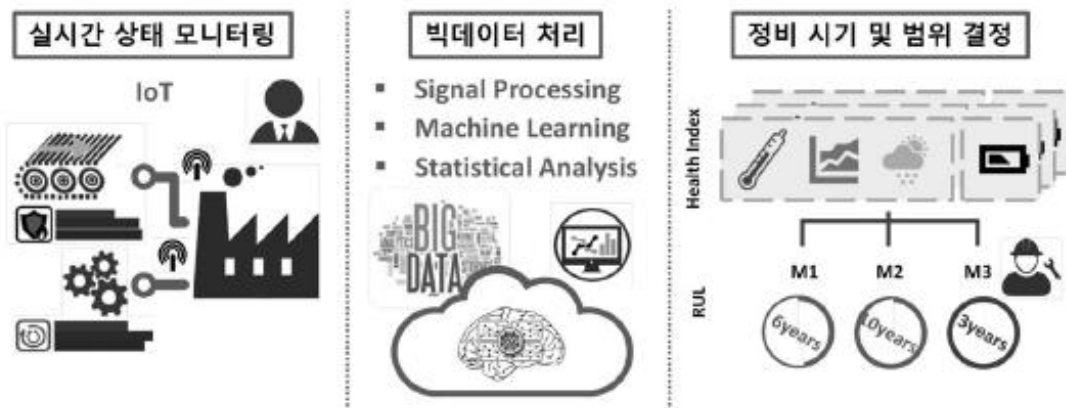 실시간 상태 모니터링
IoT
빅데이터 처리
Signal Processing
Machine Learning
Statistical Analysis
BIG
DATA
정비 시기 및 범위 결정
Health Index
M1
M2
M3
RUL
6years
10years
3years